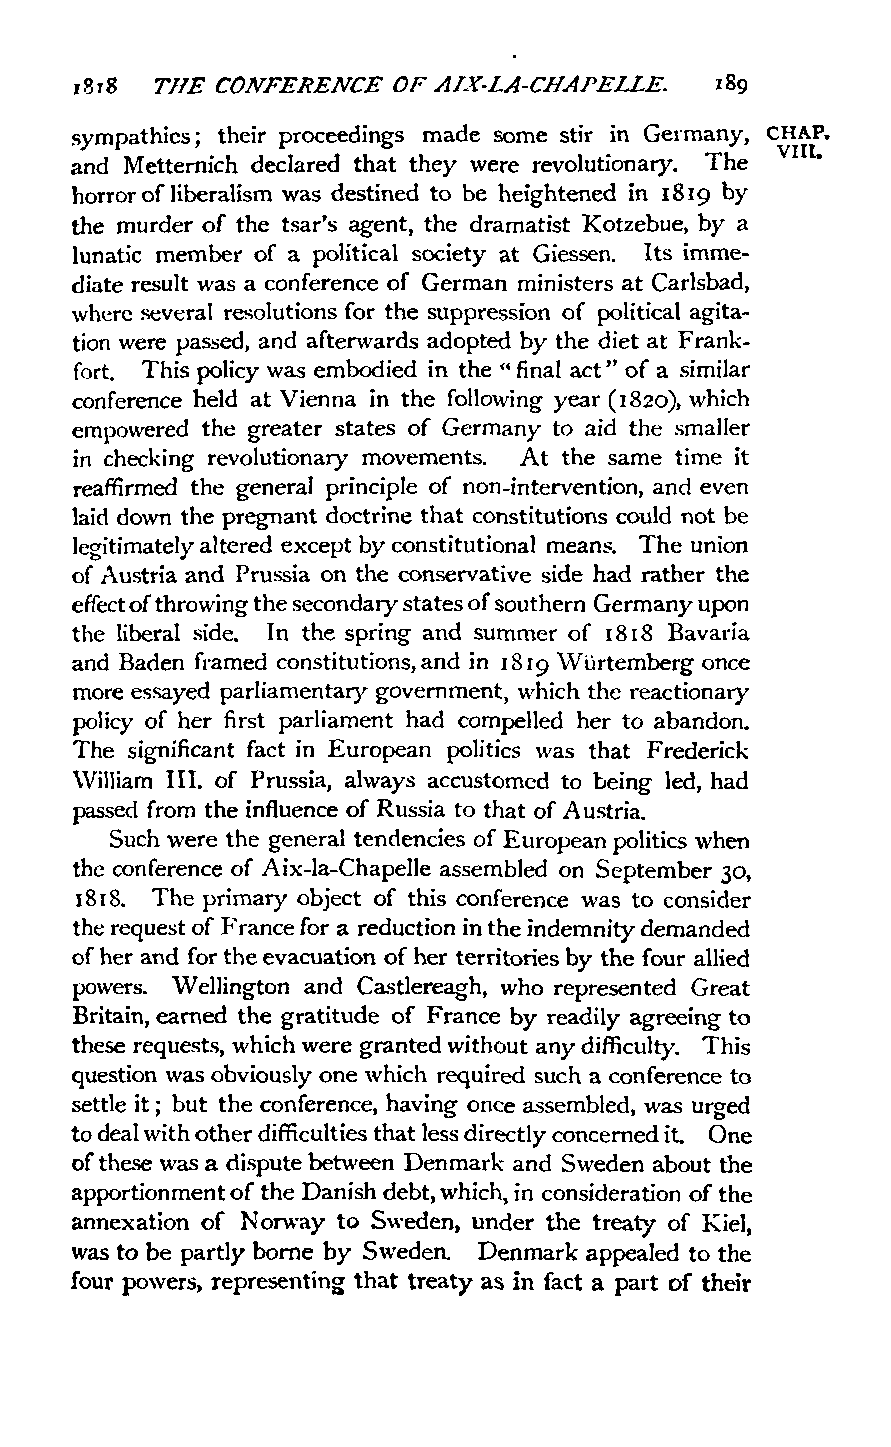 1818 THE CONFERENCE OF AIX-LA-CHAPELLE. 189
sympathies; their proceedings made some stir in Germany, CHAP.
and Metternich declared that they were revolutionary. The VIII.
horror of liberalism was destined to be heightened in 1819 by
the murder of the tsar's agent, the dramatist Kotzebue, by a
lunatic member of a political society at Giessen. Its imme-
diate result was a conference of German ministers at Carlsbad,
where several resolutions for the suppression of political agita-
tion were passed, and afterwards adopted by the diet at Frank-
fort. This policy was embodied in the "final act" of a similar
conference held at Vienna in the following year (1820), which
empowered the greater states of Germany to aid the smaller
in checking revolutionary movements. At the same time it
reaffirmed the general principle of non-intervention, and even
laid down the pregnant doctrine that constitutions could not be
legitimately altered except by constitutional means. The union
of Austria and Prussia on the conservative side had rather the
effect of throwing the secondary states of southern Germany upon
the liberal side. In the spring and summer of 1818 Bavaria
and Baden framed constitutions, and in 1819 Würtemberg once
more essayed parliamentary government, which the reactionary
policy of her first parliament had compelled her to abandon.
The significant fact in European politics was that Frederick
William III. of Prussia, always accustomed to being led, had
passed from the influence of Russia to that of Austria.
Such were the general tendencies of European politics when
the conference of Aix-la-Chapelle assembled on September 30,
1818. The primary object of this conference was to consider
the request of France for a reduction in the indemnity demanded
of her and for the evacuation of her territories by the four allied
powers. Wellington and Castlereagh, who represented Great
Britain, earned the gratitude of France by readily agreeing to
these requests, which were granted without any difficulty. This
question was obviously one which required such a conference to
settle it; but the conference, having once assembled, was urged
to deal with other difficulties that less directly concerned it. One
of these was a dispute between Denmark and Sweden about the
apportionment of the Danish debt, which, in consideration of the
annexation of Norway to Sweden, under the treaty of Kiel,
was to be partly borne by Sweden. Denmark appealed to the
four powers, representing that treaty as in fact a part of their